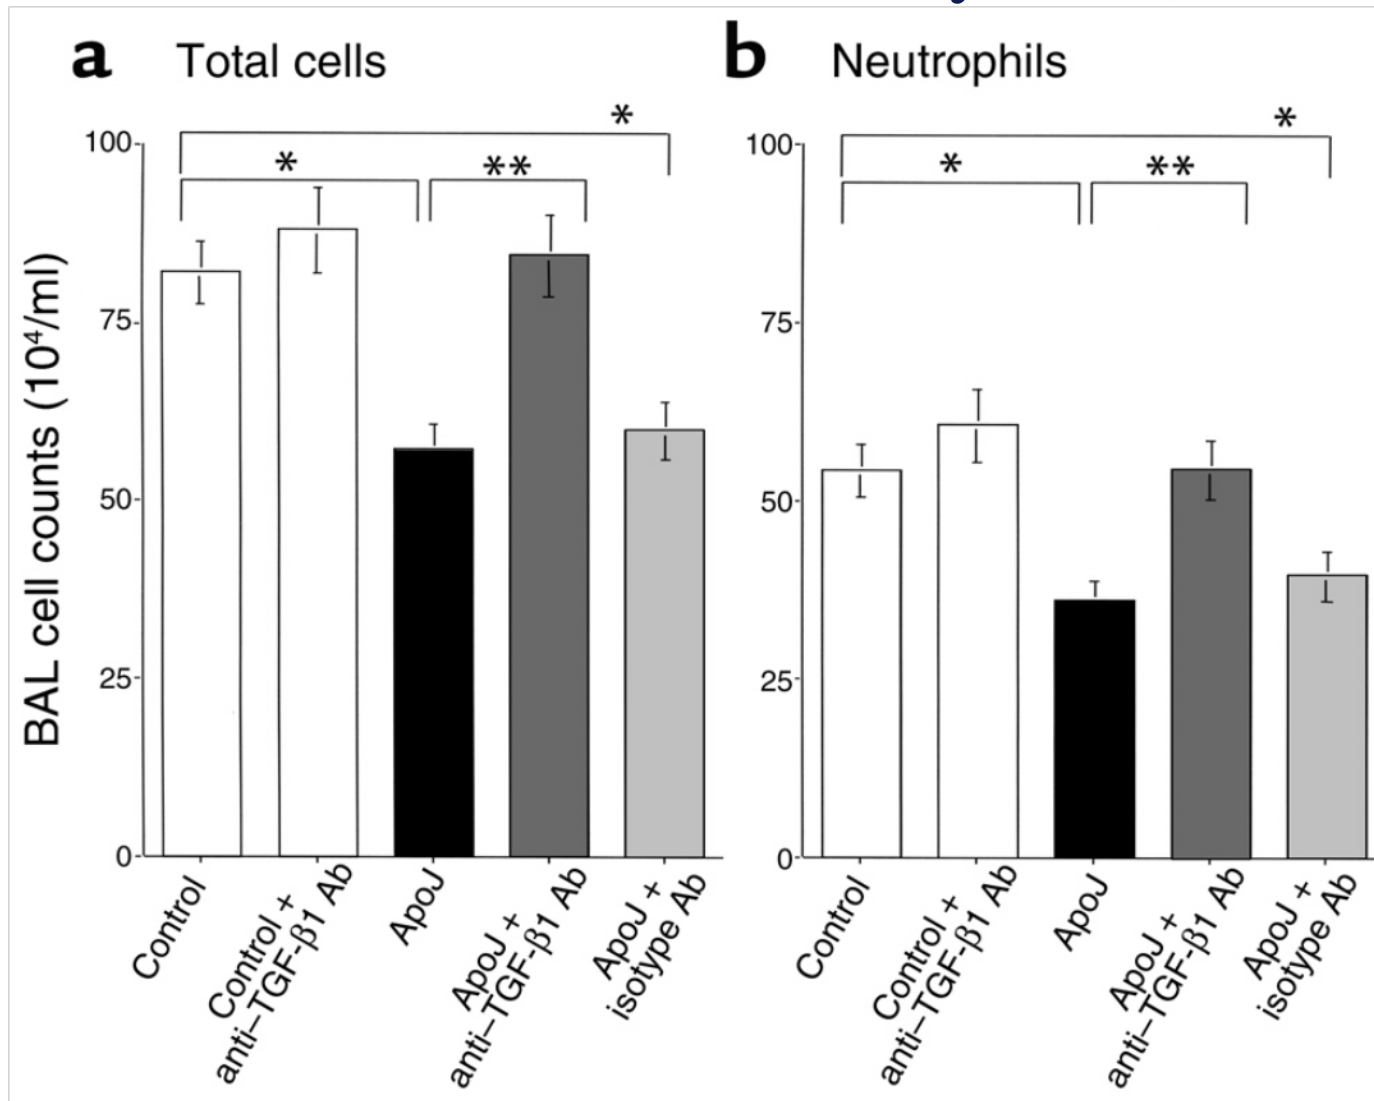 a Total cells
BAL cell counts (10⁴/ml)
100
75
50
25
0
*
*
**
Control
Control +
anti–TGF-β1 Ab
ApoJ
ApoJ +
anti–TGF-β1 Ab
ApoJ +
isotype Ab
b Neutrophils
100
75
50
25
0
*
*
**
Control
Control +
anti–TGF-β1 Ab
ApoJ
ApoJ +
anti–TGF-β1 Ab
ApoJ +
isotype Ab